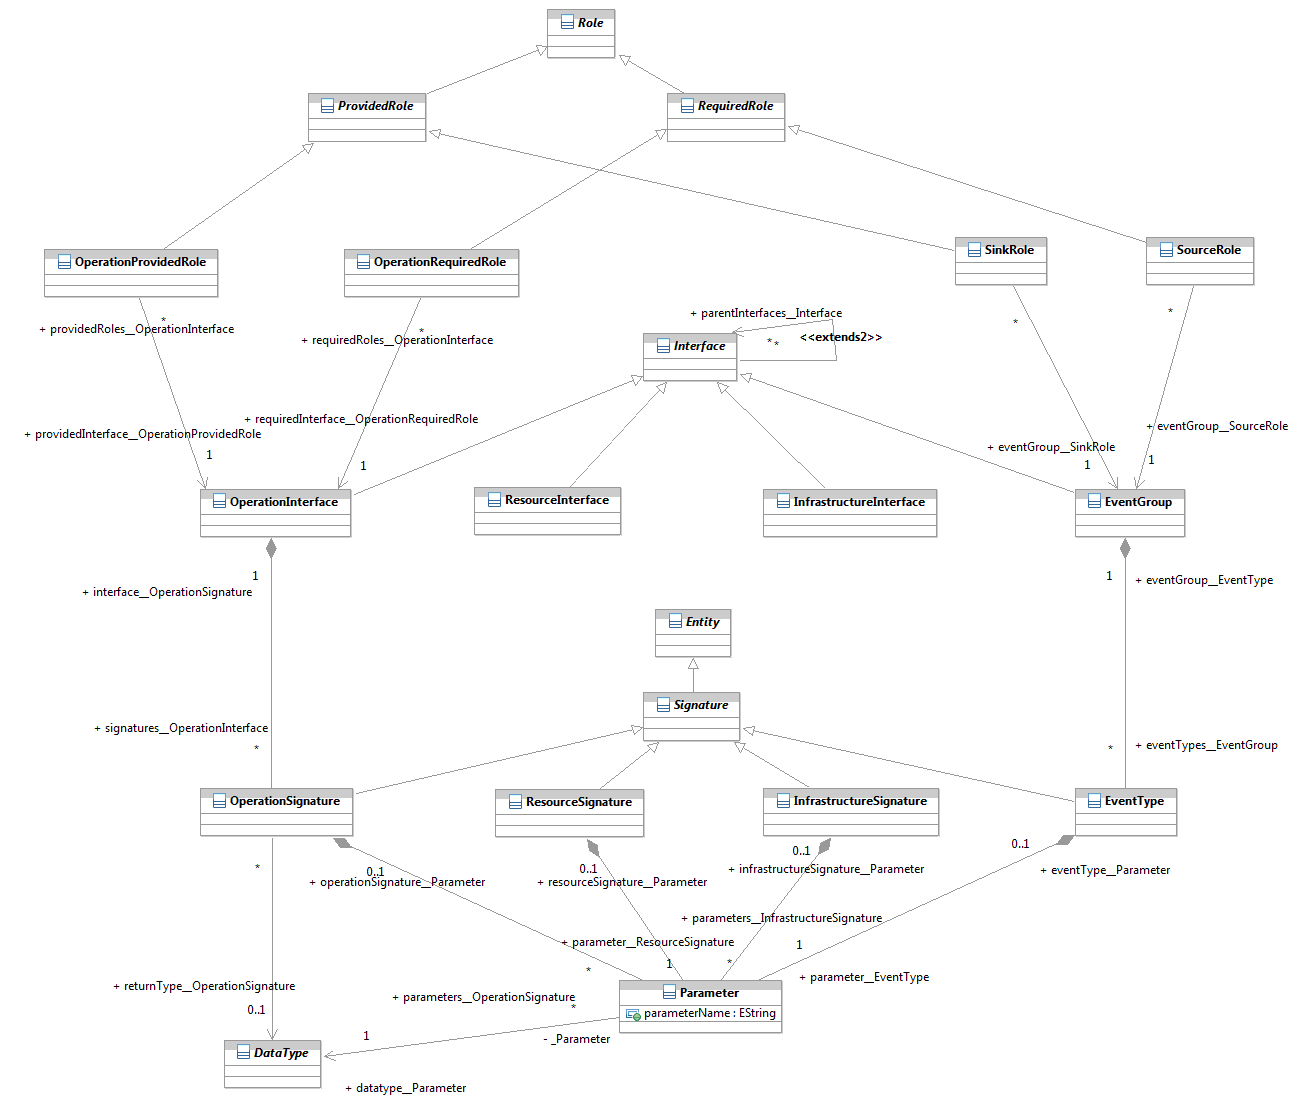 Role
ProvidedRole
RequiredRole
OperationProvidedRole
OperationRequiredRole
SinkRole
SourceRole
*
+ providedRoles__OperationInterface
*
+ requiredRoles__OperationInterface
+ parentInterfaces__Interface
<<extends2>>
* *
Interface
*
*
+ requiredInterface__OperationRequiredRole
+ providedInterface__OperationProvidedRole
1
1
+ eventGroup__SourceRole
+ eventGroup__SinkRole
1
1
OperationInterface
ResourceInterface
InfrastructureInterface
EventGroup
1
+ interface__OperationSignature
1
+ eventGroup__EventType
Entity
Signature
+ signatures__OperationInterface
*
+ eventTypes__EventGroup
*
OperationSignature
ResourceSignature
InfrastructureSignature
EventType
*
0..1
+ operationSignature__Parameter
0..1
+ resourceSignature__Parameter
0..1
+ infrastructureSignature__Parameter
0..1
+ eventType__Parameter
+ parameters__InfrastructureSignature
+ parameter__ResourceSignature
*
1
*
1
+ parameter__EventType
+ returnType__OperationSignature
0..1
+ parameters__OperationSignature
*
Parameter
parameterName : EString
1
- _Parameter
DataType
+ datatype__Parameter